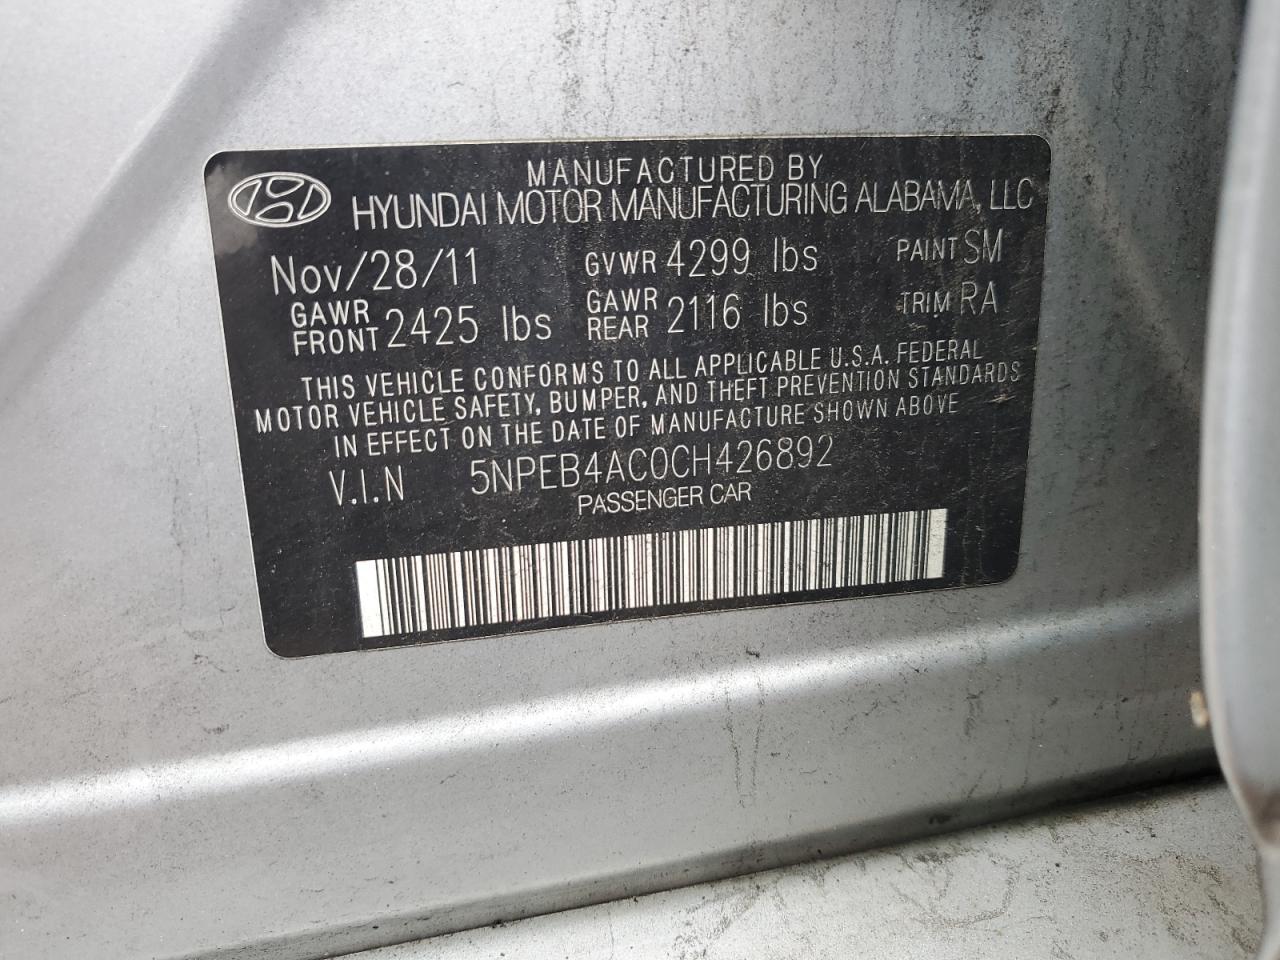 MANUFACTURED BY
HYUNDAI MOTOR MANUFACTURING ALABAMA, LLC
Nov/28/11 GVWR 4299 lbs PAINT SM
GAWR FRONT 2425 lbs GAWR REAR 2116 lbs TRIM RA
THIS VEHICLE CONFORMS TO ALL APPLICABLE U.S.A. FEDERAL
MOTOR VEHICLE SAFETY, BUMPER, AND THEFT PREVENTION STANDARDS
IN EFFECT ON THE DATE OF MANUFACTURE SHOWN ABOVE
V.I.N 5NPEB4AC0CH426892
PASSENGER CAR